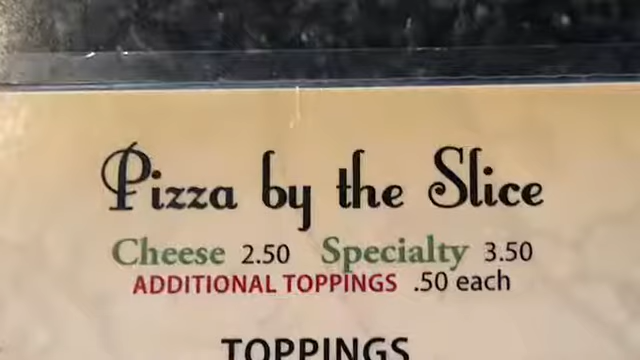 Pizza by the Slice
Cheese 2.50 Specialty 3.50
ADDITIONAL TOPPINGS .50 each
TOPPINGS